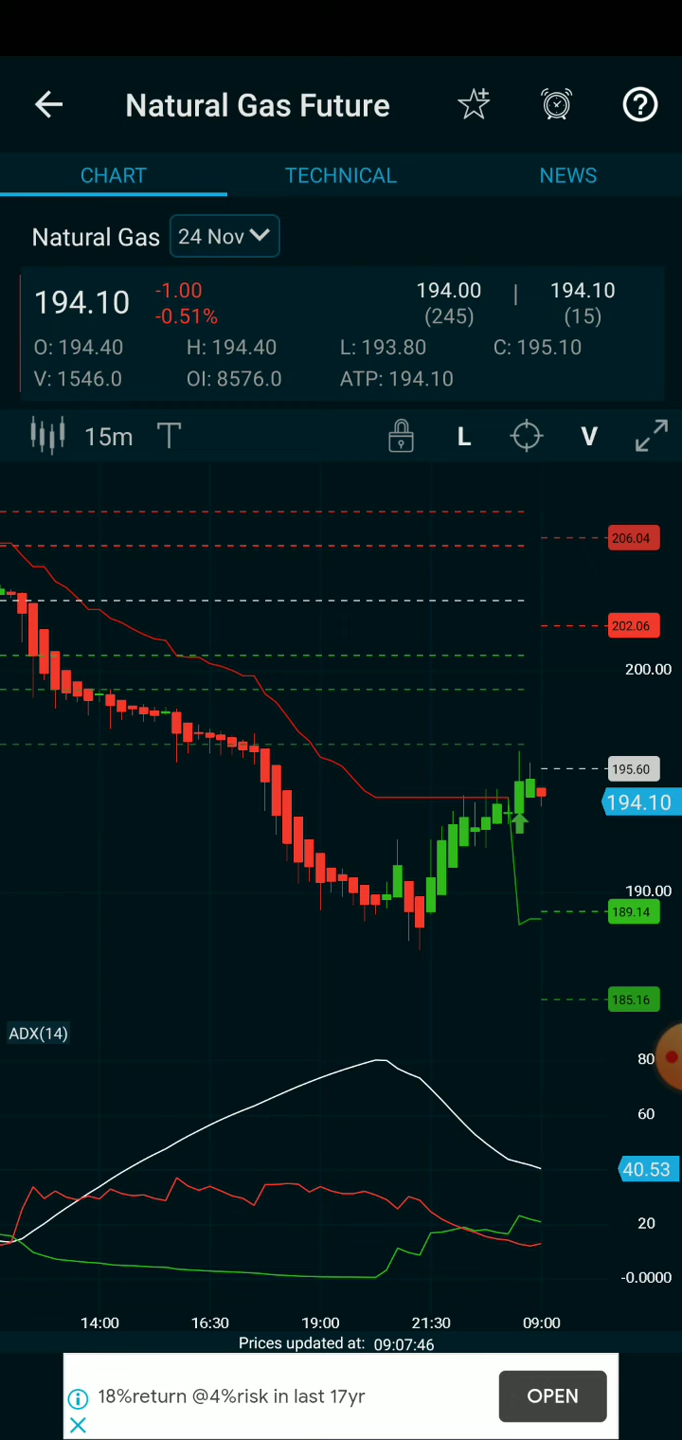 Natural Gas Future
CHART TECHNICAL NEWS
Natural Gas 24 Nov
194.10 -1.00 194.00 | 194.10
-0.51% (245) (15)
O: 194.40 H: 194.40 L: 193.80 C: 195.10
V: 1546.0 OI: 8576.0 ATP: 194.10
15m T L V
206.04
202.06
200.00
195.60
194.10
190.00
189.14
185.16
ADX(14)
80
60
40.53
20
-0.0000
14:00 16:30 19:00 21:30 09:00
Prices updated at: 09:07:46
18%return @4%risk in last 17yr OPEN